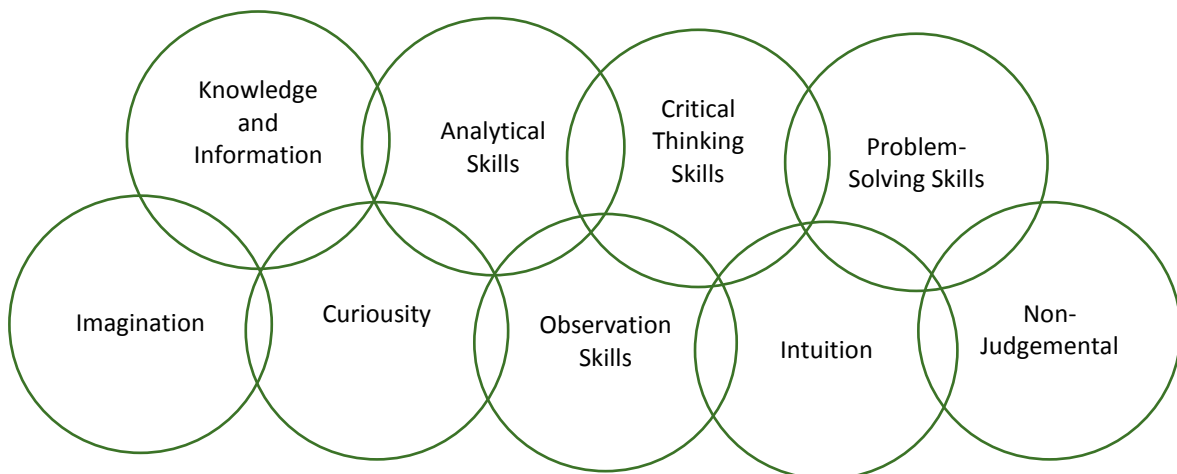 Knowledge
and
Information
Analytical
Skills
Critical
Thinking
Skills
Problem-
Solving Skills
Imagination
Curiousity
Observation
Skills
Intuition
Non-
Judgemental